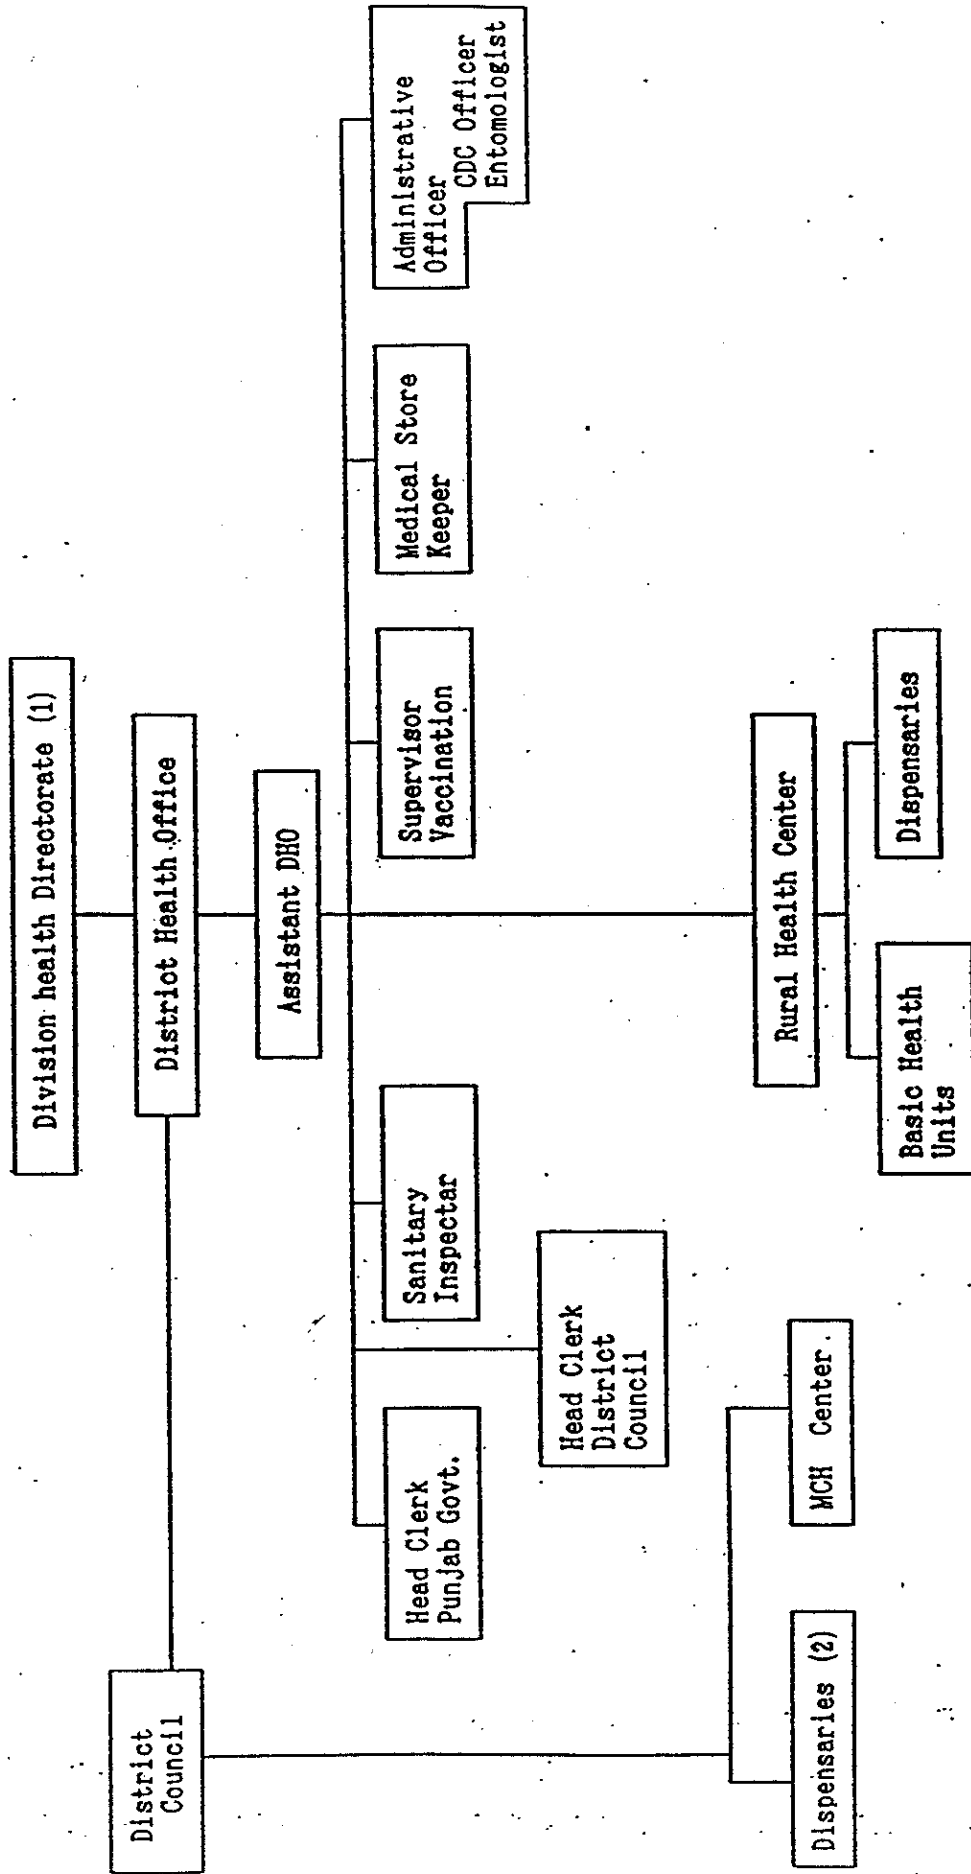 Division health Directorate (1)
District
Council
District Health Office
Assistant DHO
Head Clerk
Punjab Govt.
Sanitary
Inspectar
Supervisor
Vaccination
Medical Store
Keeper
Administrative
Officer
CDC Officer
Entomologist
Head Clerk
District
Council
Dispensaries (2)
MCH Center.
Rural Health Center
Basic Health
Units
Dispensaries